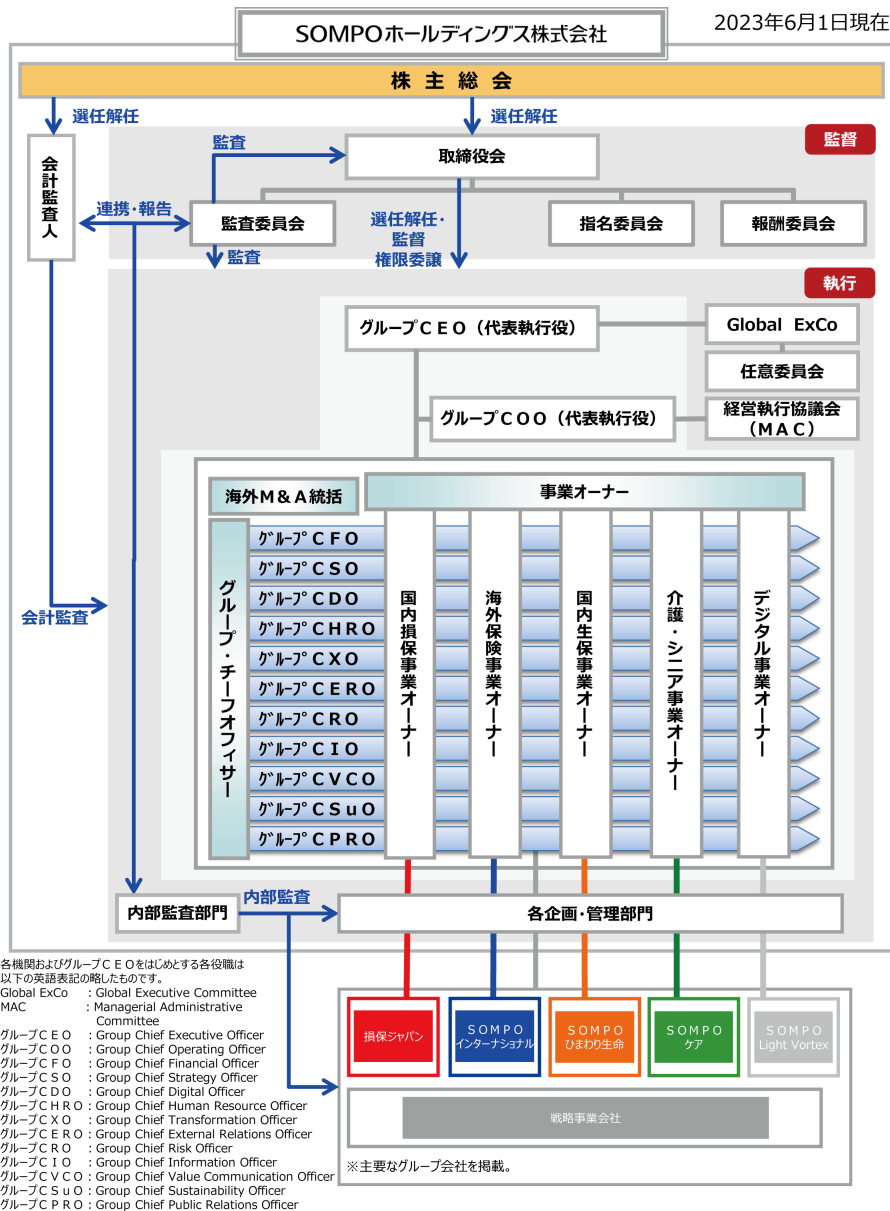 SOMPOホールディングス株式会社
2023年6月1日現在
株主総会
選任解任
選任解任
監督
会計監査人
監査
取締役会
連携・報告
監査委員会
選任解任・
監督
権限委譲
指名委員会
報酬委員会
監査
執行
グループCEO（代表執行役）
Global ExCo
任意委員会
グループCOO（代表執行役）
経営執行協議会
（MAC）
海外M&A統括
事業オーナー
グループ・チーフオフィサー
ｸﾞﾙｰﾌﾟCFO
ｸﾞﾙｰﾌﾟCSO
ｸﾞﾙｰﾌﾟCDO
ｸﾞﾙｰﾌﾟCHRO
ｸﾞﾙｰﾌﾟCXO
ｸﾞﾙｰﾌﾟCERO
ｸﾞﾙｰﾌﾟCRO
ｸﾞﾙｰﾌﾟCIO
ｸﾞﾙｰﾌﾟCVCO
ｸﾞﾙｰﾌﾟCSuO
ｸﾞﾙｰﾌﾟCPRO
国内損保事業オーナー
海外保険事業オーナー
国内生保事業オーナー
介護・シニア事業オーナー
デジタル事業オーナー
会計監査
内部監査部門
内部監査
各企画・管理部門
各機関およびｸﾞﾙｰﾌﾟCEOをはじめとする各役職は
以下の英語表記の略したものです。
Global ExCo : Global Executive Committee
MAC : Managerial Administrative
Committee
ｸﾞﾙｰﾌﾟCEO : Group Chief Executive Officer
ｸﾞﾙｰﾌﾟCOO : Group Chief Operating Officer
ｸﾞﾙｰﾌﾟCFO : Group Chief Financial Officer
ｸﾞﾙｰﾌﾟCSO : Group Chief Strategy Officer
ｸﾞﾙｰﾌﾟCDO : Group Chief Digital Officer
ｸﾞﾙｰﾌﾟCHRO : Group Chief Human Resource Officer
ｸﾞﾙｰﾌﾟCXO : Group Chief Transformation Officer
ｸﾞﾙｰﾌﾟCERO : Group Chief External Relations Officer
ｸﾞﾙｰﾌﾟCRO : Group Chief Risk Officer
ｸﾞﾙｰﾌﾟCIO : Group Chief Information Officer
ｸﾞﾙｰﾌﾟCVCO : Group Chief Value Communication Officer
ｸﾞﾙｰﾌﾟCSuO : Group Chief Sustainability Officer
ｸﾞﾙｰﾌﾟCPRO : Group Chief Public Relations Officer
損保ジャパン
SOMPO
インターナショナル
SOMPO
ひまわり生命
SOMPO
ケア
SOMPO
Light Vortex
戦略事業会社
※主要なグループ会社を掲載。